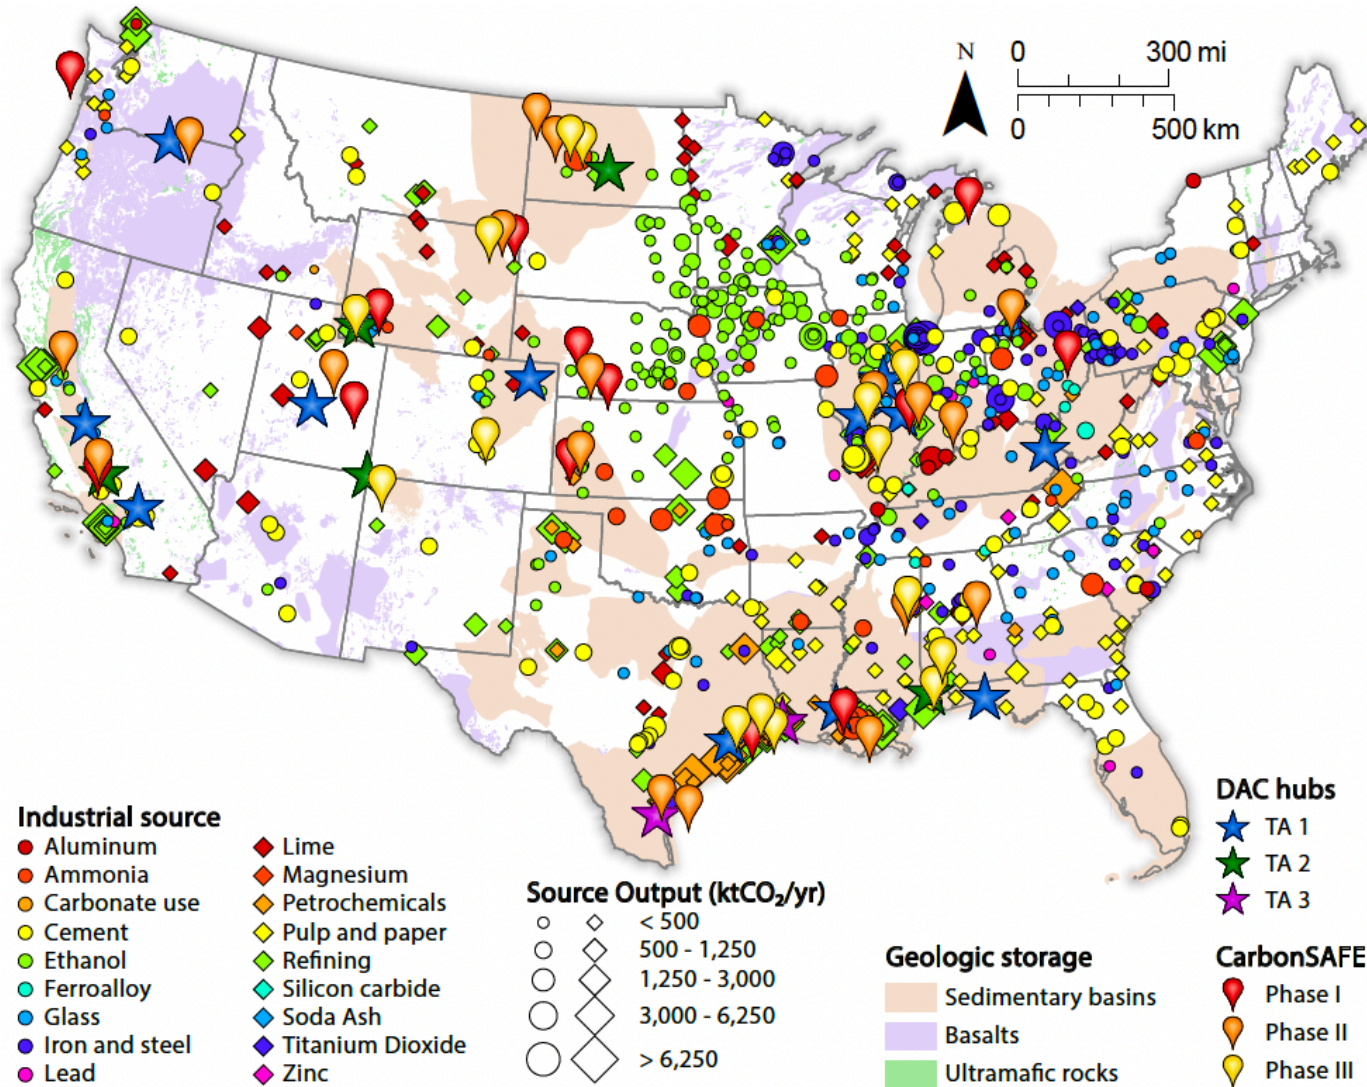 N
0 300 mi
0 500 km
Industrial source
Aluminum
Ammonia
Carbonate use
Cement
Ethanol
Ferroalloy
Glass
Iron and steel
Lead
Lime
Magnesium
Petrochemicals
Pulp and paper
Refining
Silicon carbide
Soda Ash
Titanium Dioxide
Zinc
Source Output (ktCO₂/yr)
< 500
500 - 1,250
1,250 - 3,000
3,000 - 6,250
> 6,250
Geologic storage
Sedimentary basins
Basalts
Ultramafic rocks
DAC hubs
TA 1
TA 2
TA 3
CarbonSAFE
Phase I
Phase II
Phase III